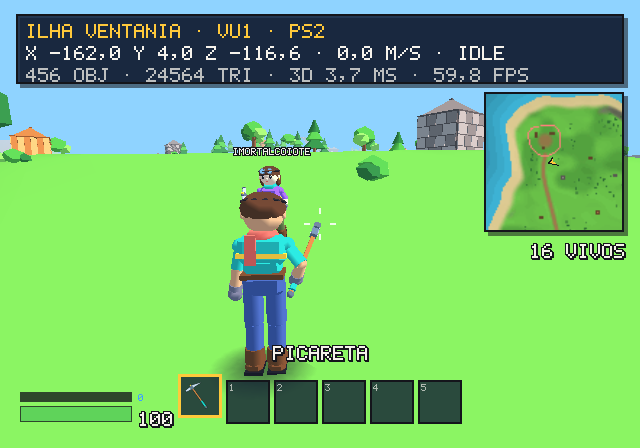 ILHA VENTANIA · VU1 · PS2
X -162,0 Y 4,0 Z -116,6 · 0,0 M/S · IDLE
456 OBJ · 24564 TRI · 3D 3,7 MS · 59,8 FPS
IMORTALCOIOTE
16 VIVOS
PICARETA
1 2 3 4 5
0
100